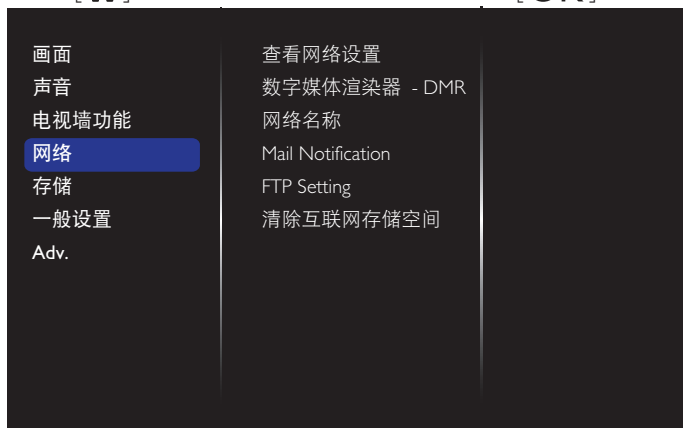 画面
声音
电视墙功能
网络
存储
一般设置
Adv.
查看网络设置
数字媒体渲染器 - DMR
网络名称
Mail Notification
FTP Setting
清除互联网存储空间